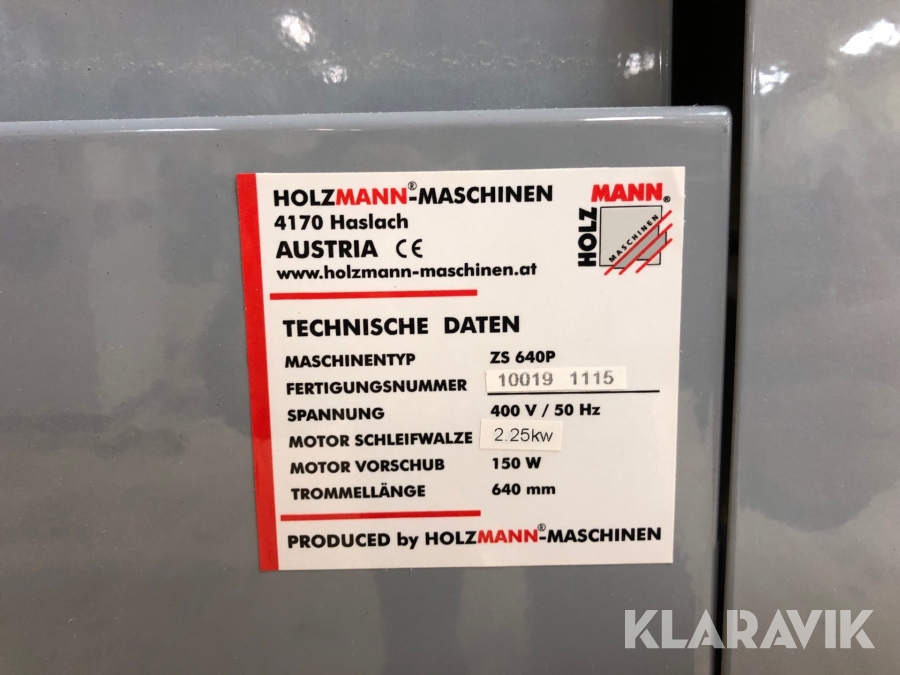 HOLZMANN®-MASCHINEN
4170 Haslach
AUSTRIA CE
www.holzmann-maschinen.at
HOLZ
MANN®
MASCHINEN
TECHNISCHE DATEN
MASCHINENTYP ZS 640P
FERTIGUNGSNUMMER 10019 1115
SPANNUNG 400 V / 50 Hz
MOTOR SCHLEIFWALZE 2.25kw
MOTOR VORSCHUB 150 W
TROMMELLÄNGE 640 mm
PRODUCED by HOLZMANN®-MASCHINEN
KLARAVIK